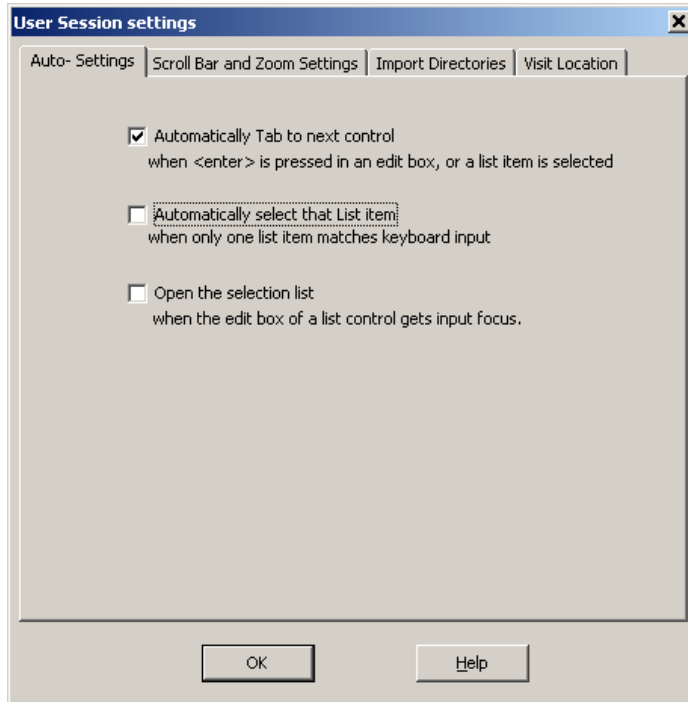 User Session settings
Auto- Settings
Scroll Bar and Zoom Settings
Import Directories
Visit Location
Automatically Tab to next control
when <enter> is pressed in an edit box, or a list item is selected
Automatically select that List item
when only one list item matches keyboard input
Open the selection list
when the edit box of a list control gets input focus.
OK
Help